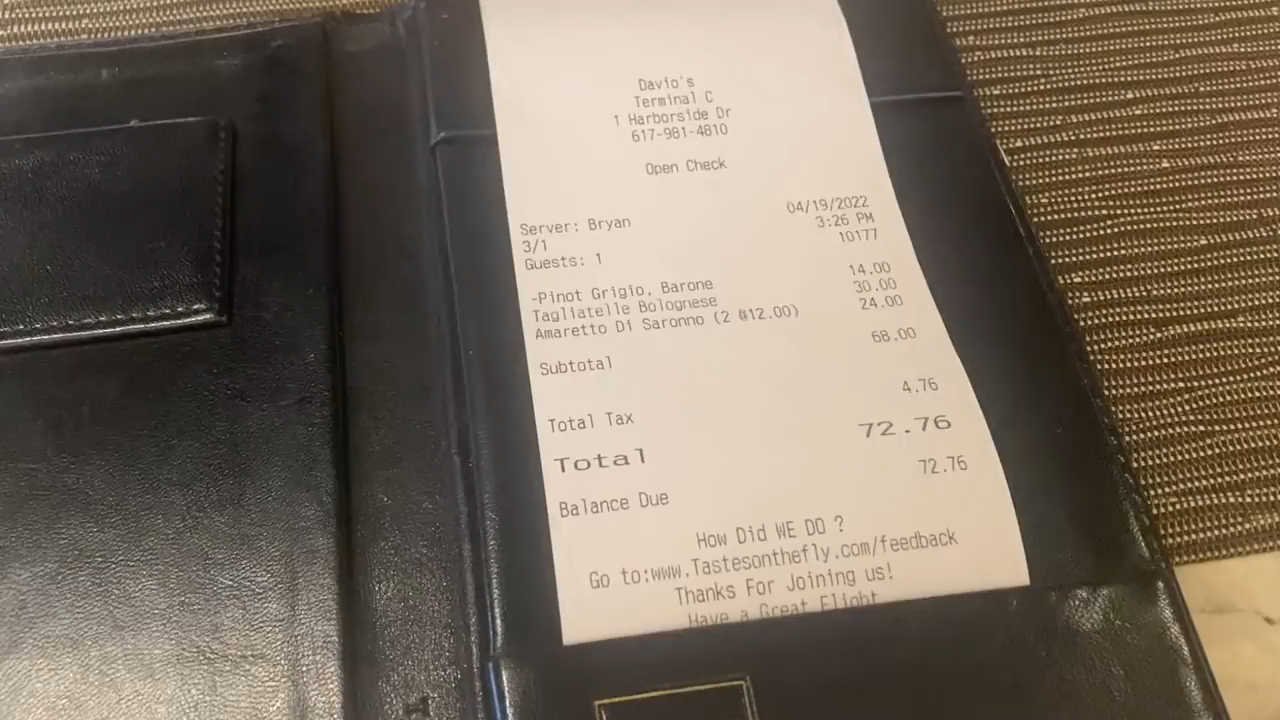 Davio's
Terminal C
1 Harborside Dr
617-981-4810
Open Check
Server: Bryan 04/19/2022
3/1 3:26 PM
Guests: 1 10177
-Pinot Grigio, Barone 14.00
Tagliatelle Bolognese 30.00
Amaretto Di Saronno (2 @12.00) 24.00
Subtotal 68.00
Total Tax 4.76
Total 72.76
Balance Due 72.76
How Did WE DO ?
Go to:www.Tastesonthefly.com/feedback
Thanks For Joining us!
Have a Great Flight